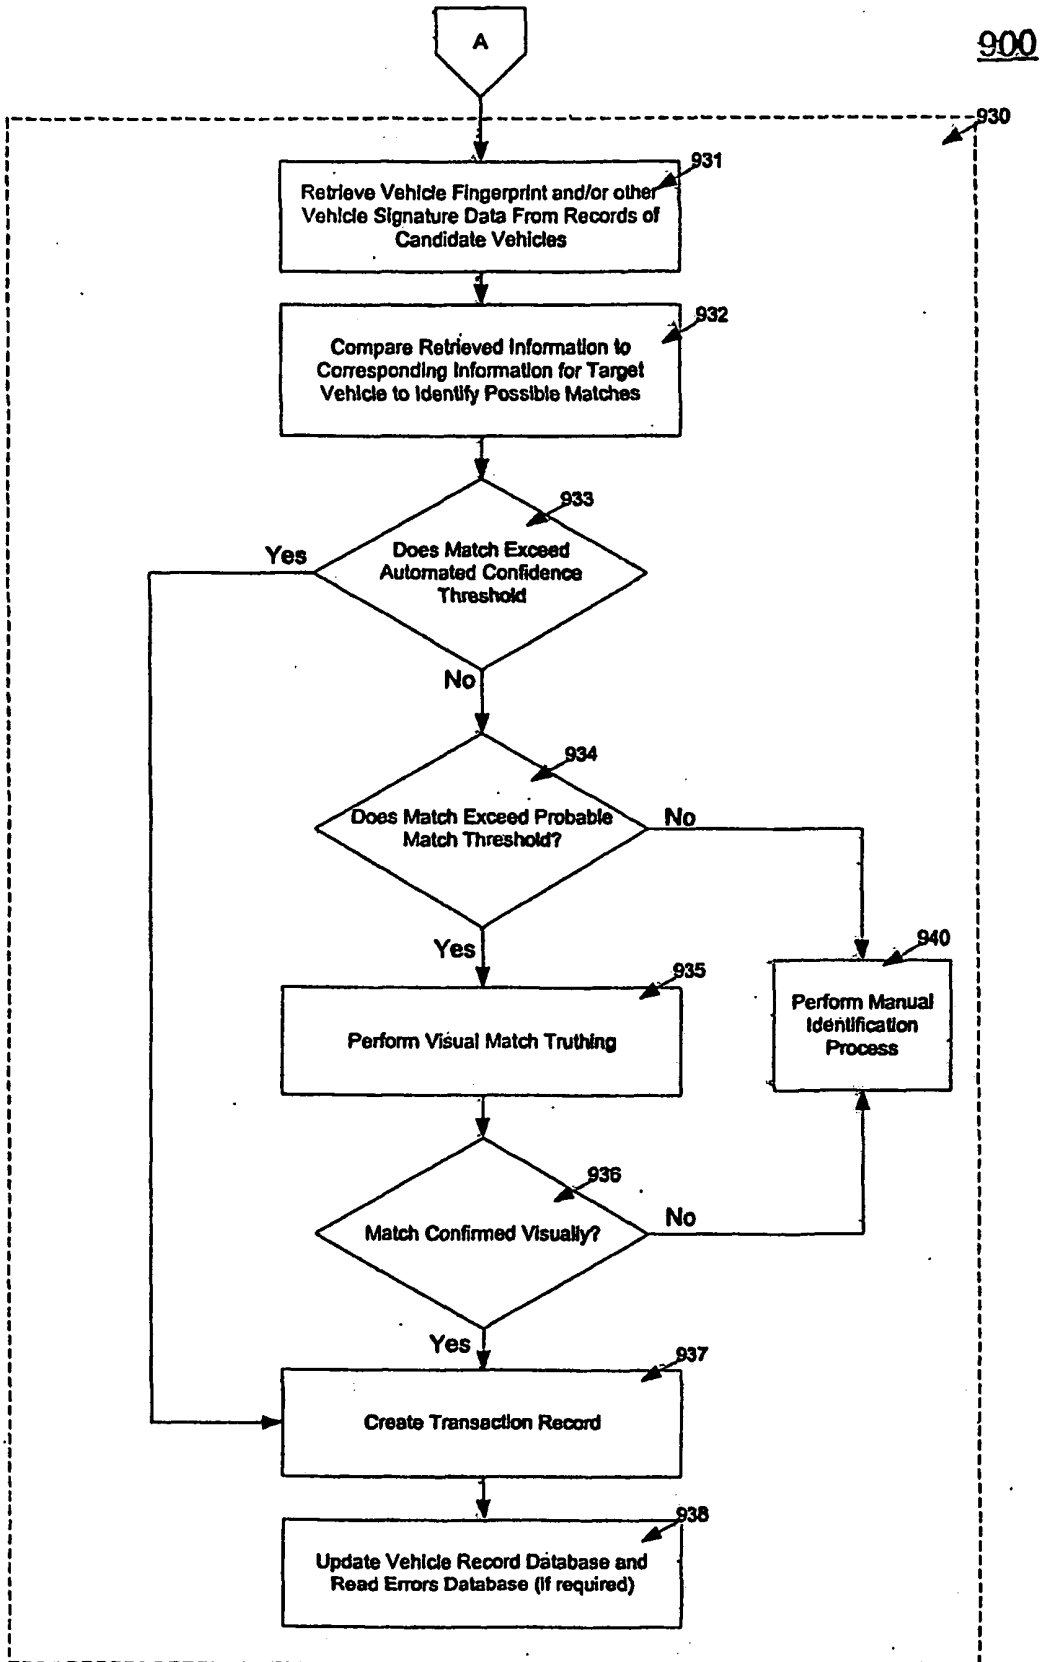 A
900
930
931
Retrieve Vehicle Fingerprint and/or other
Vehicle Signature Data From Records of
Candidate Vehicles
932
Compare Retrieved Information to
Corresponding Information for Target
Vehicle to Identify Possible Matches
933
Yes
Does Match Exceed
Automated Confidence
Threshold
No
934
Does Match Exceed Probable
Match Threshold?
No
Yes
940
935
Perform Manual
Identification
Process
Perform Visual Match Truthing
936
Match Confirmed Visually?
No
Yes
937
Create Transaction Record
938
Update Vehicle Record Database and
Read Errors Database (if required)